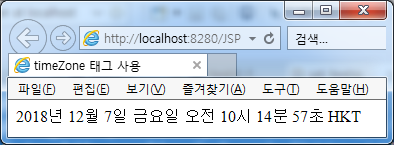 http://localhost:8280/JSP
검색...
timeZone 태그 사용
파일(F) 편집(E) 보기(V) 즐겨찾기(A) 도구(T) 도움말(H)
2018년 12월 7일 금요일 오전 10시 14분 57초 HKT